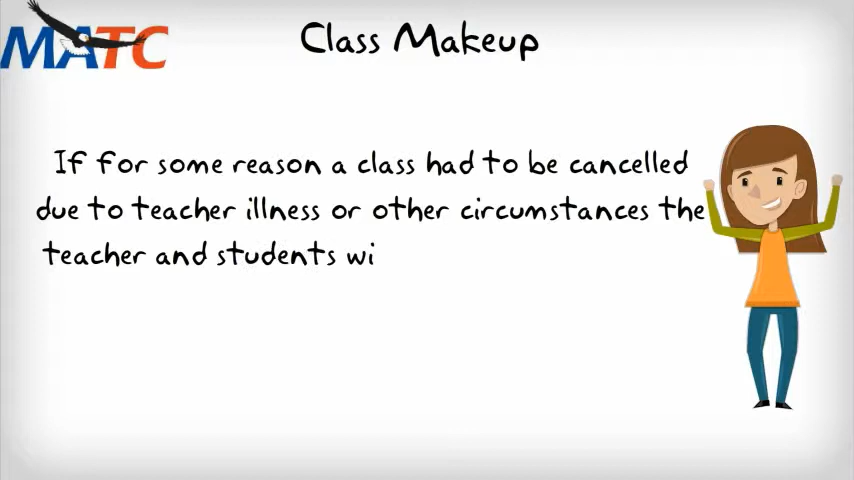 MATC
Class Makeup
If for some reason a class had to be cancelled
due to teacher illness or other circumstances the
teacher and students wi